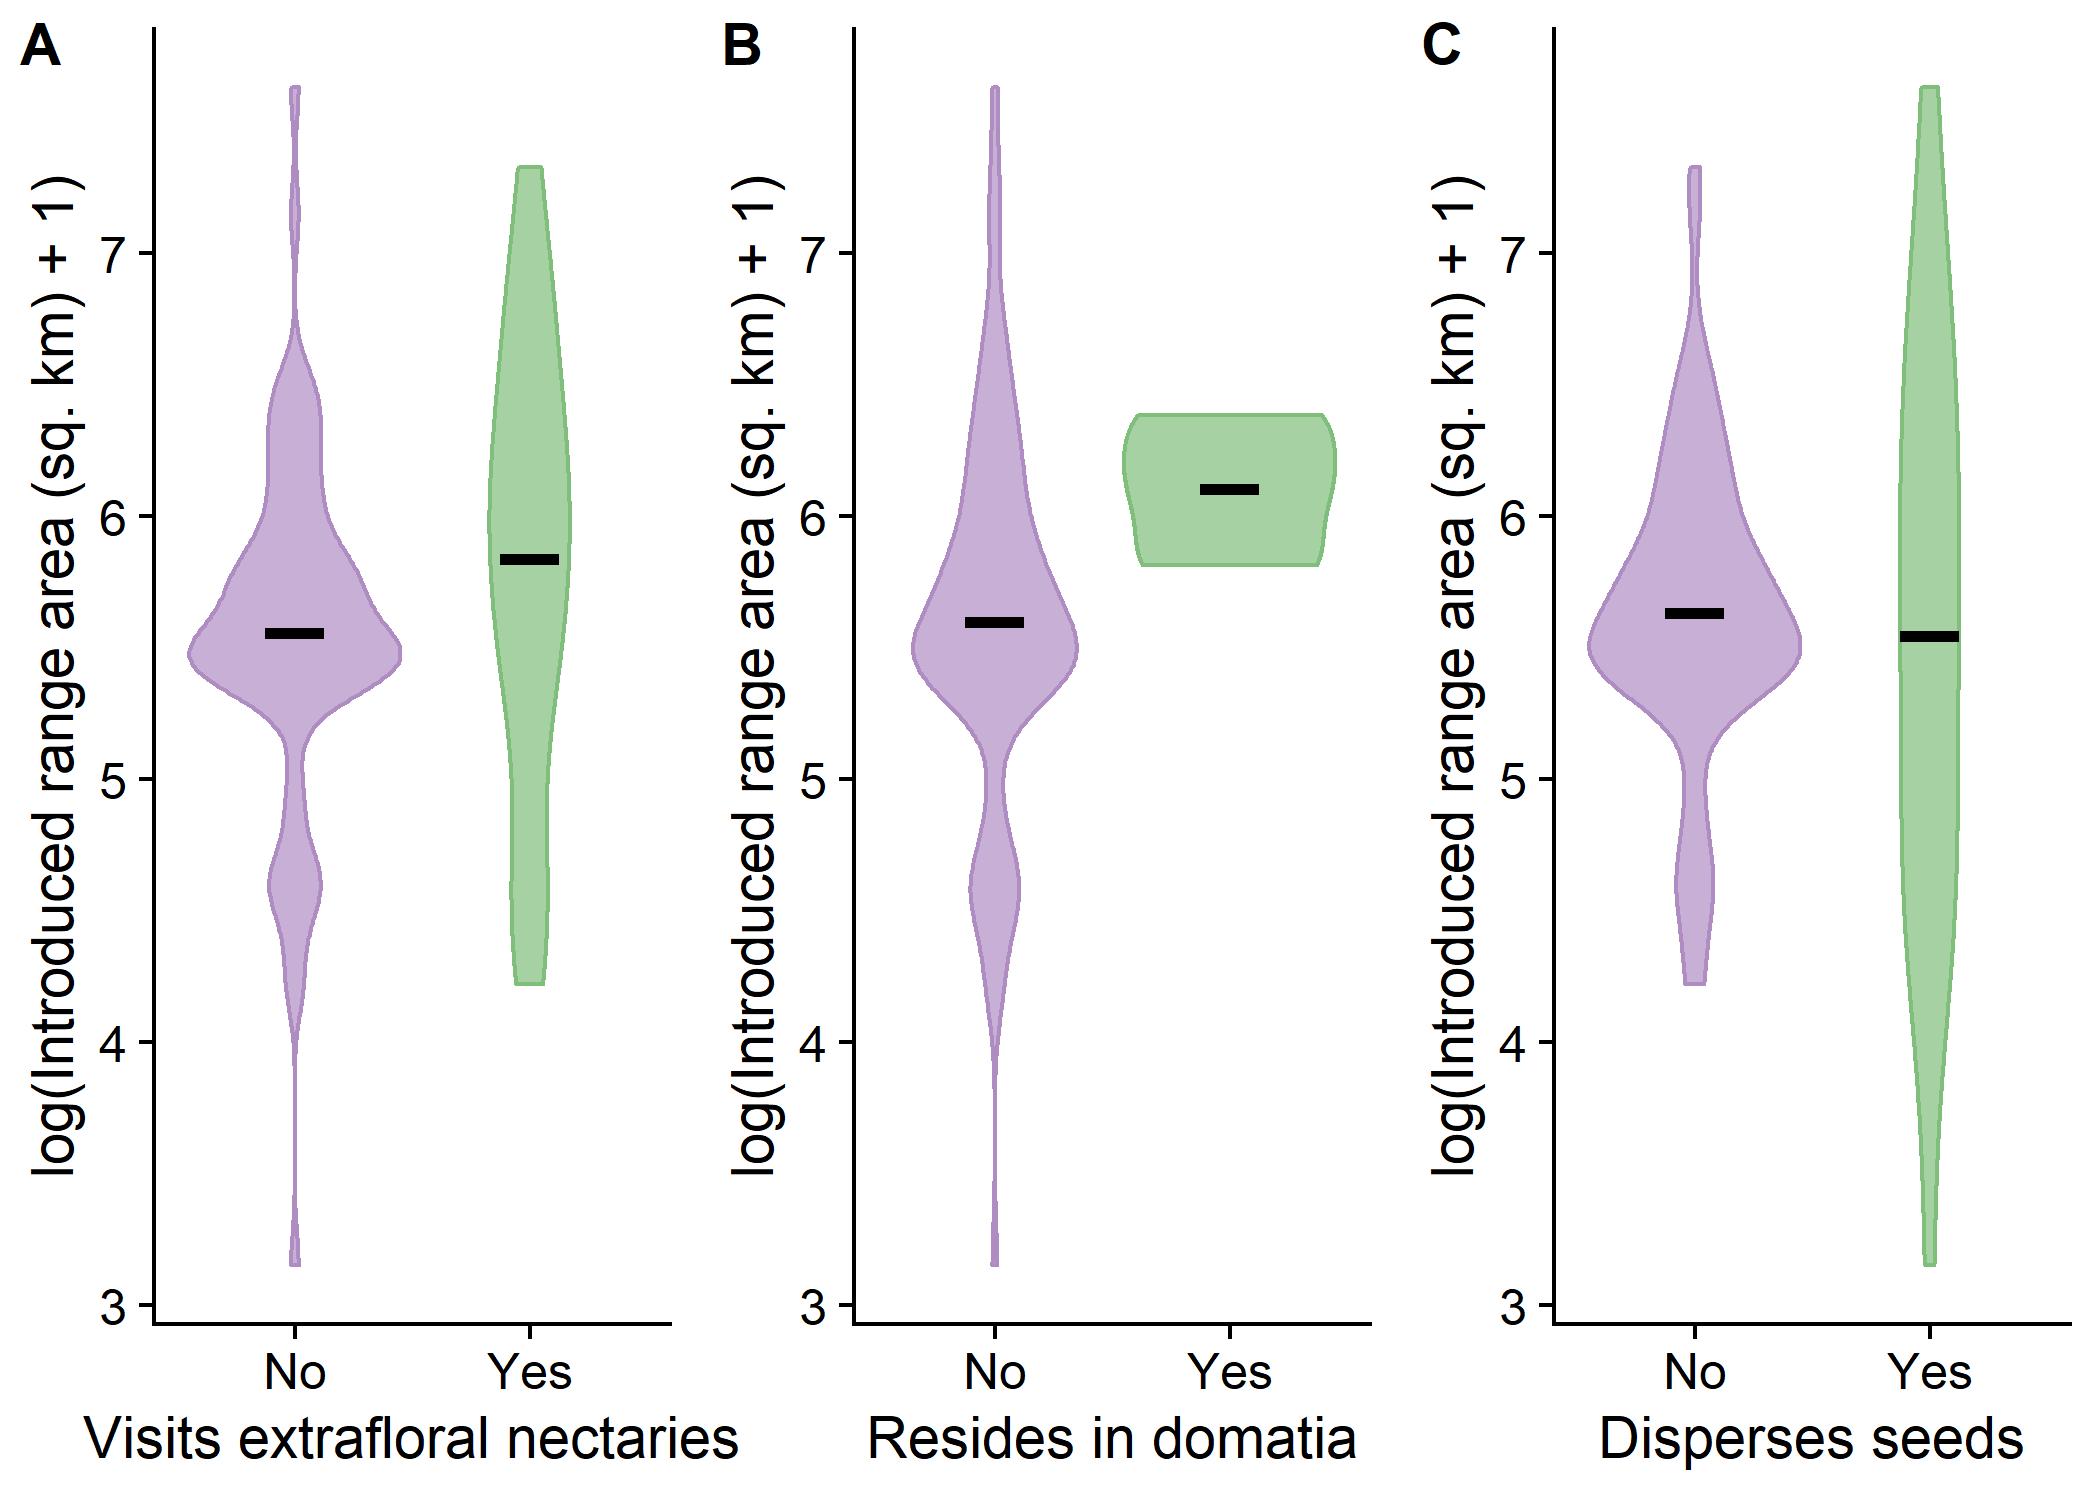 A
log(Introduced range area (sq. km) + 1)
7
6
5
4
3
No Yes
Visits extrafloral nectaries
B
log(Introduced range area (sq. km) + 1)
7
6
5
4
3
No Yes
Resides in domatia
C
log(Introduced range area (sq. km) + 1)
7
6
5
4
3
No Yes
Disperses seeds